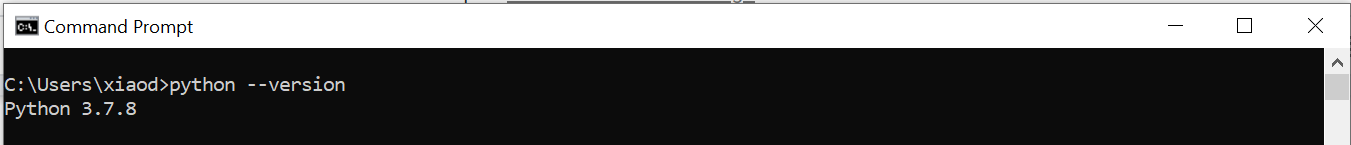 Command Prompt
C:\Users\xiaod>python --version
Python 3.7.8